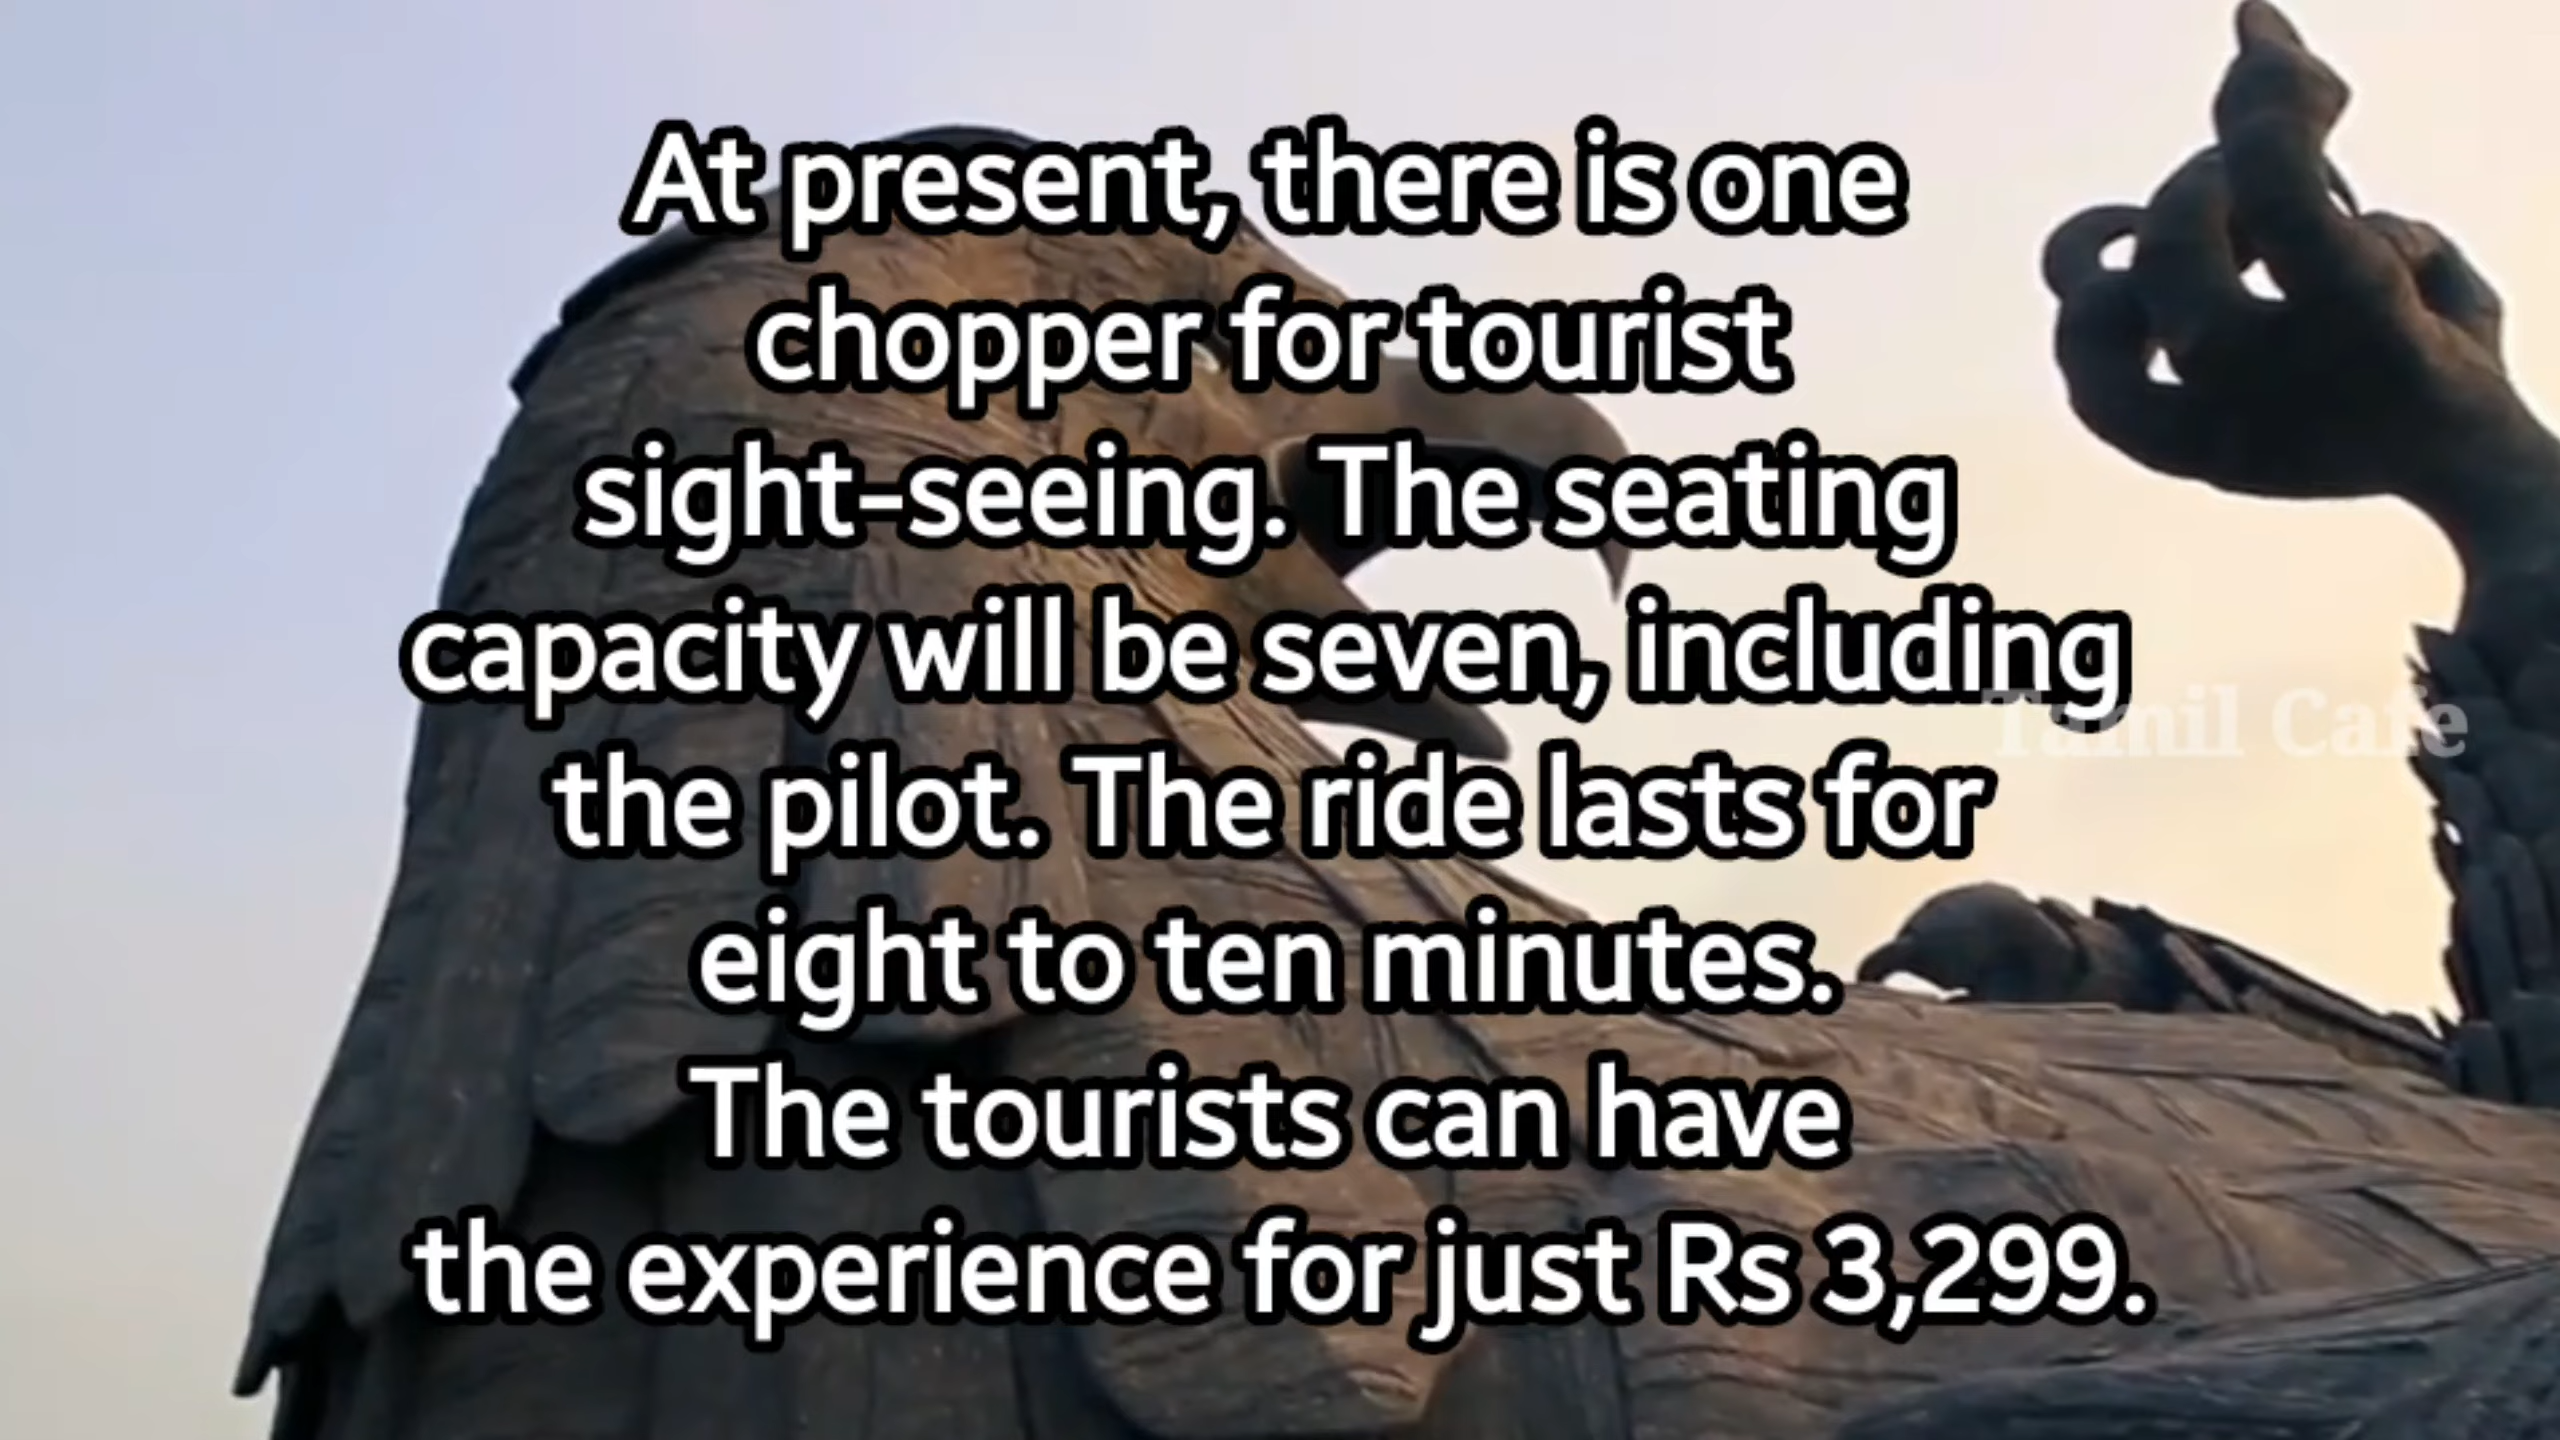 At present, there is one
chopper for tourist
sight-seeing. The seating
capacity will be seven, including
Tamil Cafe
the pilot. The ride lasts for
eight to ten minutes.
The tourists can have
the experience for just Rs 3,299.